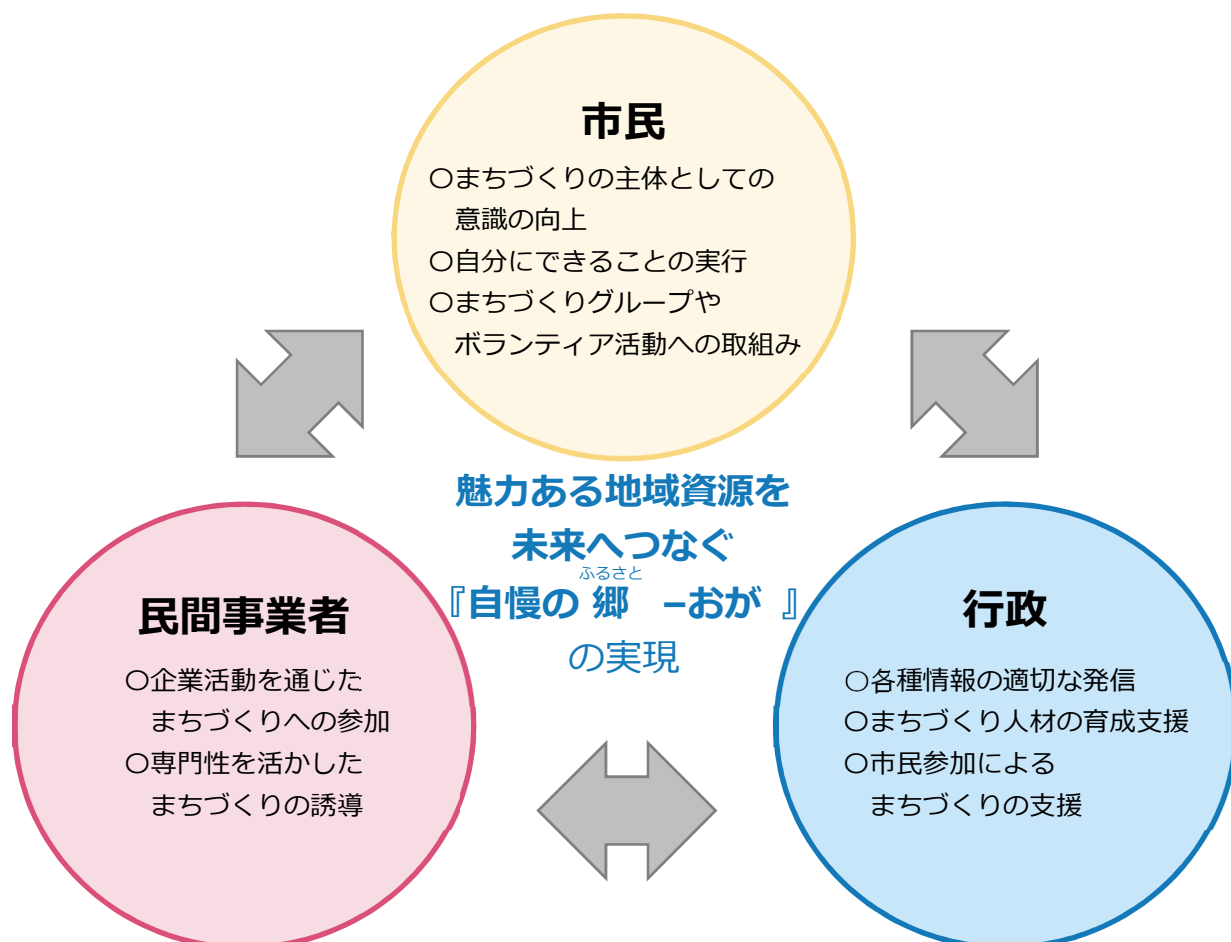 市民
〇まちづくりの主体としての
意識の向上
〇自分にできることの実行
〇まちづくりグループや
ボランティア活動への取組み
魅力ある地域資源を
未来へつなぐ
ふるさと
『自慢の 郷 −おが 』
の実現
民間事業者
〇企業活動を通じた
まちづくりへの参加
〇専門性を活かした
まちづくりの誘導
行政
〇各種情報の適切な発信
〇まちづくり人材の育成支援
〇市民参加による
まちづくりの支援